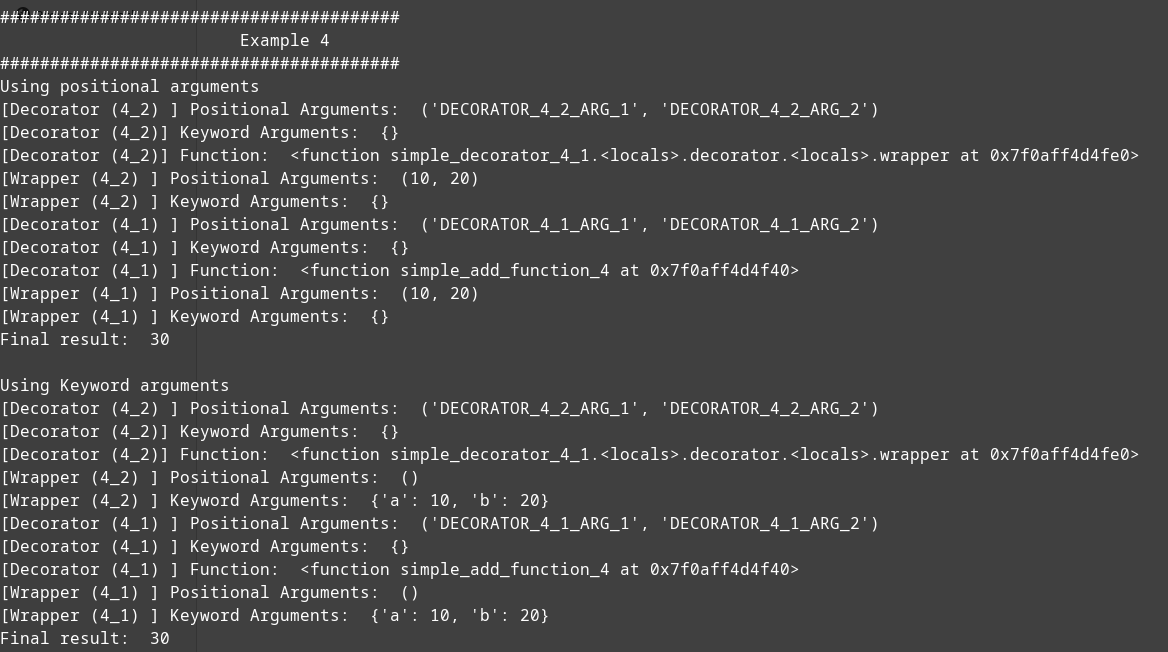 ########################################
Example 4
########################################
Using positional arguments
[Decorator (4_2) ] Positional Arguments:  ('DECORATOR_4_2_ARG_1', 'DECORATOR_4_2_ARG_2')
[Decorator (4_2)] Keyword Arguments:  {}
[Decorator (4_2)] Function:  <function simple_decorator_4_1.<locals>.decorator.<locals>.wrapper at 0x7f0aff4d4fe0>
[Wrapper (4_2) ] Positional Arguments:  (10, 20)
[Wrapper (4_2) ] Keyword Arguments:  {}
[Decorator (4_1) ] Positional Arguments:  ('DECORATOR_4_1_ARG_1', 'DECORATOR_4_1_ARG_2')
[Decorator (4_1) ] Keyword Arguments:  {}
[Decorator (4_1) ] Function:  <function simple_add_function_4 at 0x7f0aff4d4f40>
[Wrapper (4_1) ] Positional Arguments:  (10, 20)
[Wrapper (4_1) ] Keyword Arguments:  {}
Final result:  30

Using Keyword arguments
[Decorator (4_2) ] Positional Arguments:  ('DECORATOR_4_2_ARG_1', 'DECORATOR_4_2_ARG_2')
[Decorator (4_2)] Keyword Arguments:  {}
[Decorator (4_2)] Function:  <function simple_decorator_4_1.<locals>.decorator.<locals>.wrapper at 0x7f0aff4d4fe0>
[Wrapper (4_2) ] Positional Arguments:  ()
[Wrapper (4_2) ] Keyword Arguments:  {'a': 10, 'b': 20}
[Decorator (4_1) ] Positional Arguments:  ('DECORATOR_4_1_ARG_1', 'DECORATOR_4_1_ARG_2')
[Decorator (4_1) ] Keyword Arguments:  {}
[Decorator (4_1) ] Function:  <function simple_add_function_4 at 0x7f0aff4d4f40>
[Wrapper (4_1) ] Positional Arguments:  ()
[Wrapper (4_1) ] Keyword Arguments:  {'a': 10, 'b': 20}
Final result:  30